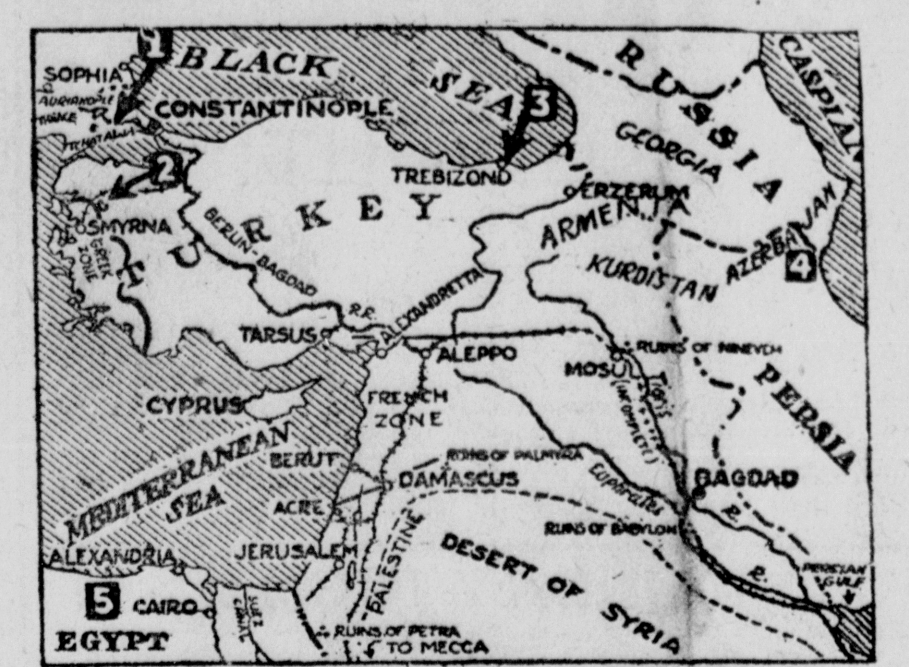 1
BLACK
SEA
RUSSIA
CASPIAN
SOPHIA
ADRIANOPLE
CONSTANTINOPLE
3
GEORGIA
2
TREBIZOND
ERZERUM
TURKEY
ARMENIA
AZERBAIJAN
4
SMYRNA
GREEK
ZONE
BERLIN-BAGDAD
R.R.
KURDISTAN
TARSUS
ALEXANDRETTA
ALEPPO
MOSUL
RUINS OF NINEVEH
TIGRIS
(INCOMPLETE)
PERSIA
CYPRUS
FRENCH
ZONE
MEDITERRANEAN
SEA
BERUT
RUINS OF PALMYRA
DAMASCUS
EUPHRATES
BAGDAD
R.
ACRE
RUINS OF BABYLON
ALEXANDRIA
JERUSALEM
PALESTINE
DESERT OF
SYRIA
R.
PERSIAN
GULF
5
CAIRO
SUEZ
CANAL
EGYPT
RUINS OF PETRA
TO MECCA